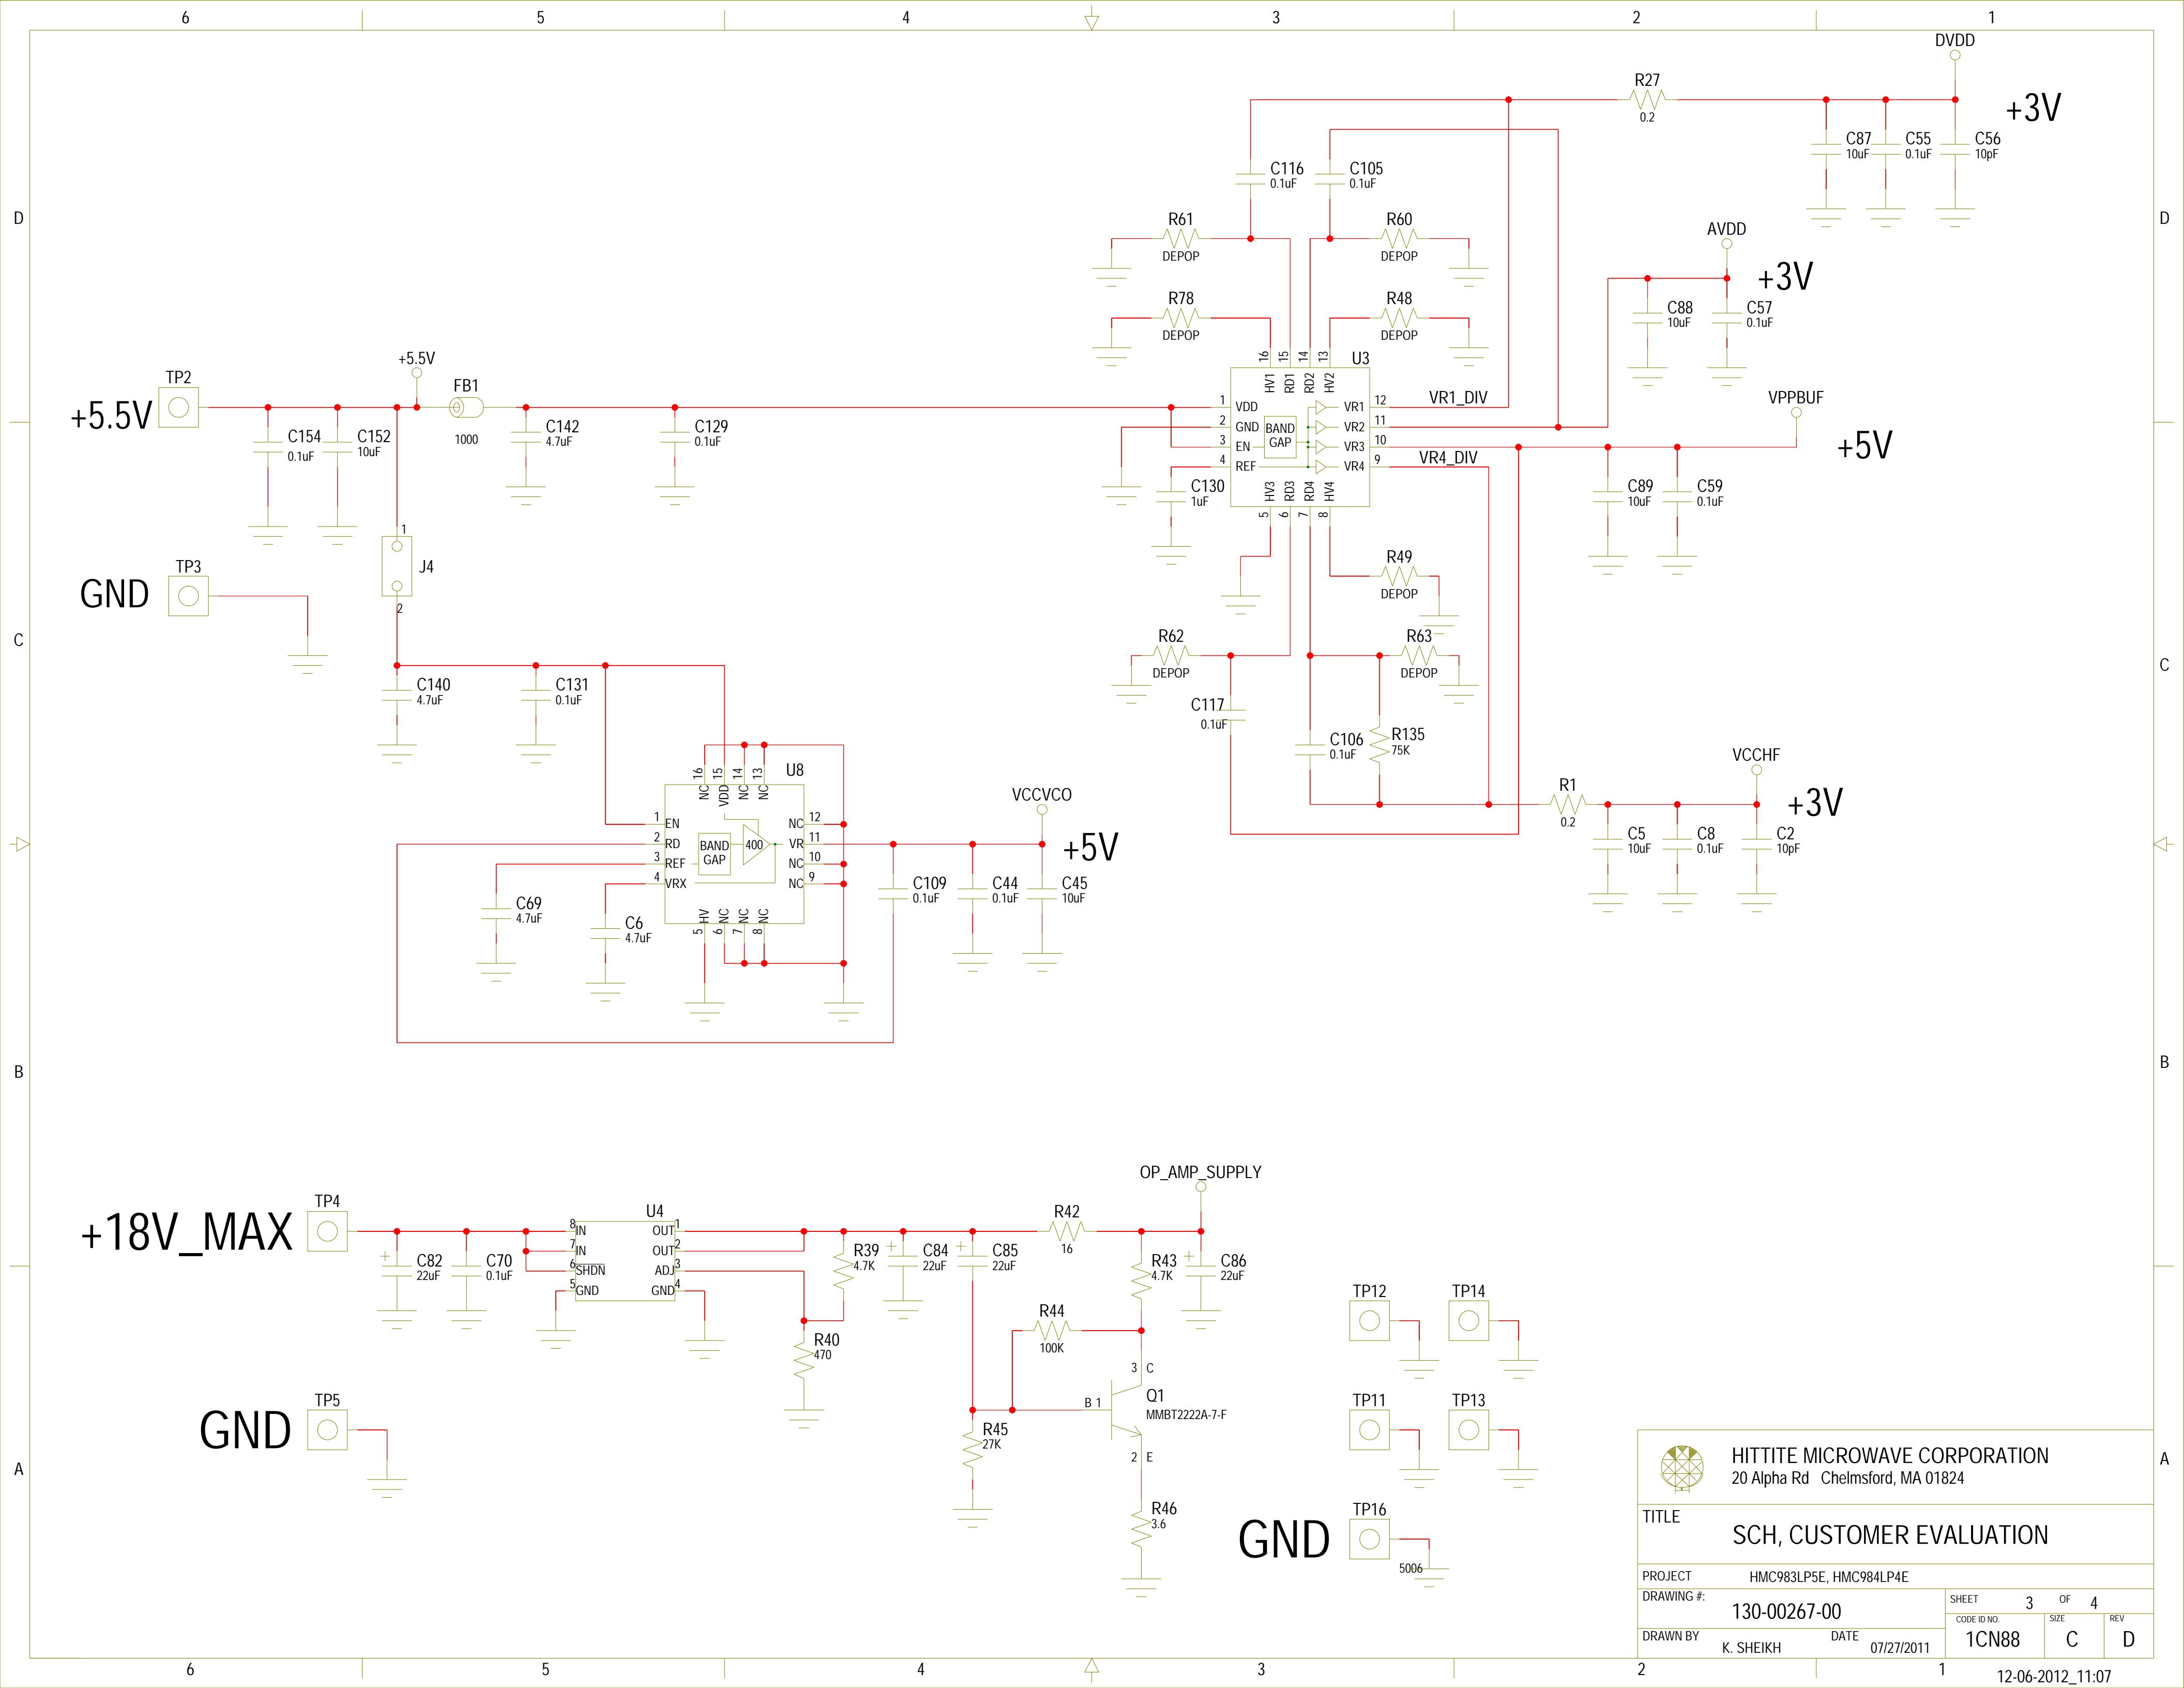 6 5 4 3 2 1
DVDD
R27
0.2
+3V
C87
10uF
C55
0.1uF
C56
10pF
C116
0.1uF
C105
0.1uF
D
D
R61
DEPOP
R60
DEPOP
AVDD
+3V
R78
DEPOP
R48
DEPOP
C88
10uF
C57
0.1uF
TP2
+5.5V
+5.5V
FB1
1000
C154
0.1uF
C152
10uF
C142
4.7uF
C129
0.1uF
U3
16 15 14 13
HV1 RD1 RD2 HV2
1 VDD
2 GND
3 EN
4 REF
BAND
GAP
VR1 12
VR2 11
VR3 10
VR4 9
HV3 RD3 RD4 HV4
5 6 7 8
VR1_DIV
VR4_DIV
VPPBUF
+5V
C130
1uF
C89
10uF
C59
0.1uF
1
J4
2
TP3
GND
R49
DEPOP
C
C
R62
DEPOP
R63
DEPOP
C140
4.7uF
C131
0.1uF
C117
0.1uF
C106
0.1uF
R135
75K
VCCHF
R1
0.2
+3V
C5
10uF
C8
0.1uF
C2
10pF
U8
16 15 14 13
NC VDD NC NC
1 EN
2 RD
3 REF
4 VRX
BAND
GAP
400
NC 12
VR 11
NC 10
NC 9
HV NC NC NC
5 6 7 8
VCCVCO
+5V
C69
4.7uF
C6
4.7uF
C109
0.1uF
C44
0.1uF
C45
10uF
B
B
OP_AMP_SUPPLY
TP4
+18V_MAX
+
C82
22uF
C70
0.1uF
U4
8 IN
7 IN
6 SHDN
5 GND
OUT 1
OUT 2
ADJ 3
GND 4
R39
4.7K
+
C84
22uF
+
C85
22uF
R42
16
R43
4.7K
+
C86
22uF
R40
470
R44
100K
3 C
B 1
Q1
MMBT2222A-7-F
2 E
R45
27K
R46
3.6
TP5
GND
TP12
TP14
TP11
TP13
TP16
GND
5006
A
A
HITTITE MICROWAVE CORPORATION
20 Alpha Rd Chelmsford, MA 01824
TITLE
SCH, CUSTOMER EVALUATION
PROJECT HMC983LP5E, HMC984LP4E
DRAWING #: 130-00267-00
SHEET 3 OF 4
CODE ID NO. 1CN88
SIZE C
REV D
DRAWN BY K. SHEIKH DATE 07/27/2011
6 5 4 3 2 1
12-06-2012_11:07